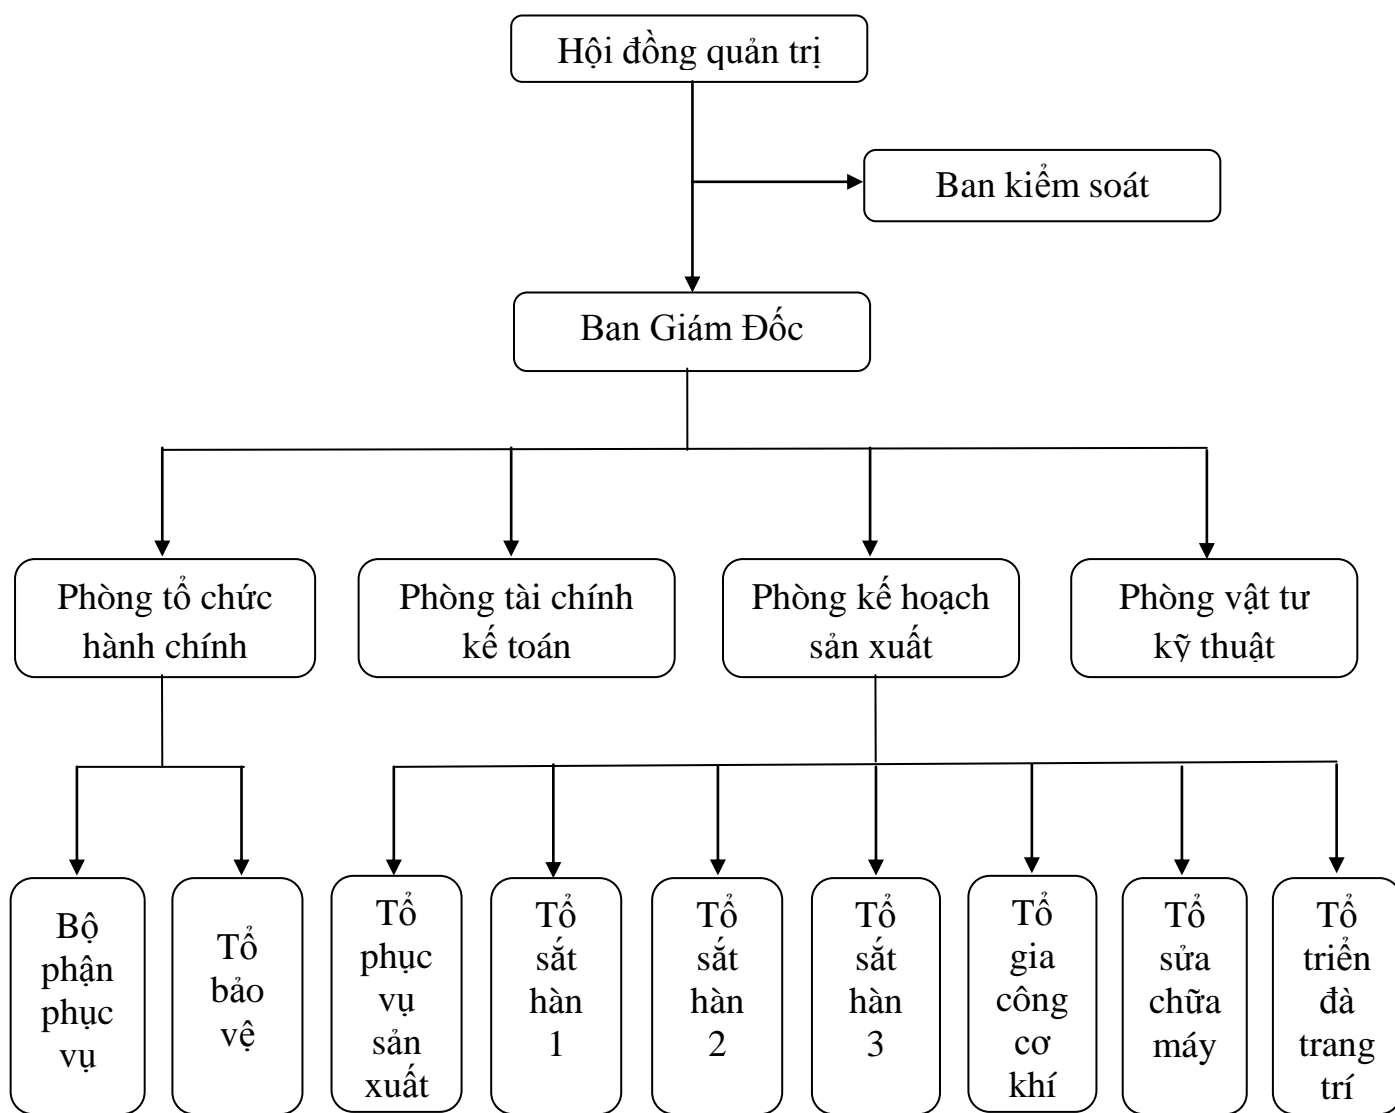 Hội đồng quản trị
Ban kiểm soát
Ban Giám Đốc
Phòng tổ chức
hành chính
Phòng tài chính
kế toán
Phòng kế hoạch
sản xuất
Phòng vật tư
kỹ thuật
Bộ
phận
phục
vụ
Tổ
bảo
vệ
Tổ
phục
vụ
sản
xuất
Tổ
sắt
hàn
1
Tổ
sắt
hàn
2
Tổ
sắt
hàn
3
Tổ
gia
công
cơ
khí
Tổ
sửa
chữa
máy
Tổ
triển
đà
trang
trí